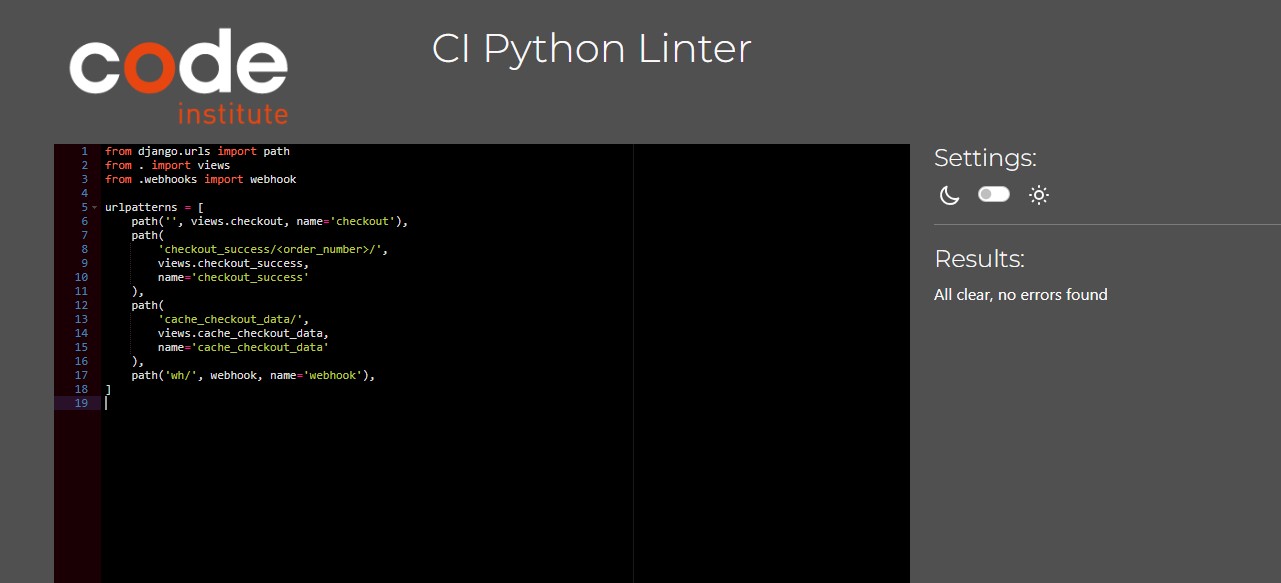 code
institute
CI Python Linter
1 from django.urls import path
2 from . import views
3 from .webhooks import webhook
4
5 urlpatterns = [
6     path('', views.checkout, name='checkout'),
7     path(
8         'checkout_success/<order_number>/',
9         views.checkout_success,
10         name='checkout_success'
11     ),
12     path(
13         'cache_checkout_data/',
14         views.cache_checkout_data,
15         name='cache_checkout_data'
16     ),
17     path('wh/', webhook, name='webhook'),
18 ]
19
Settings:
Results:
All clear, no errors found